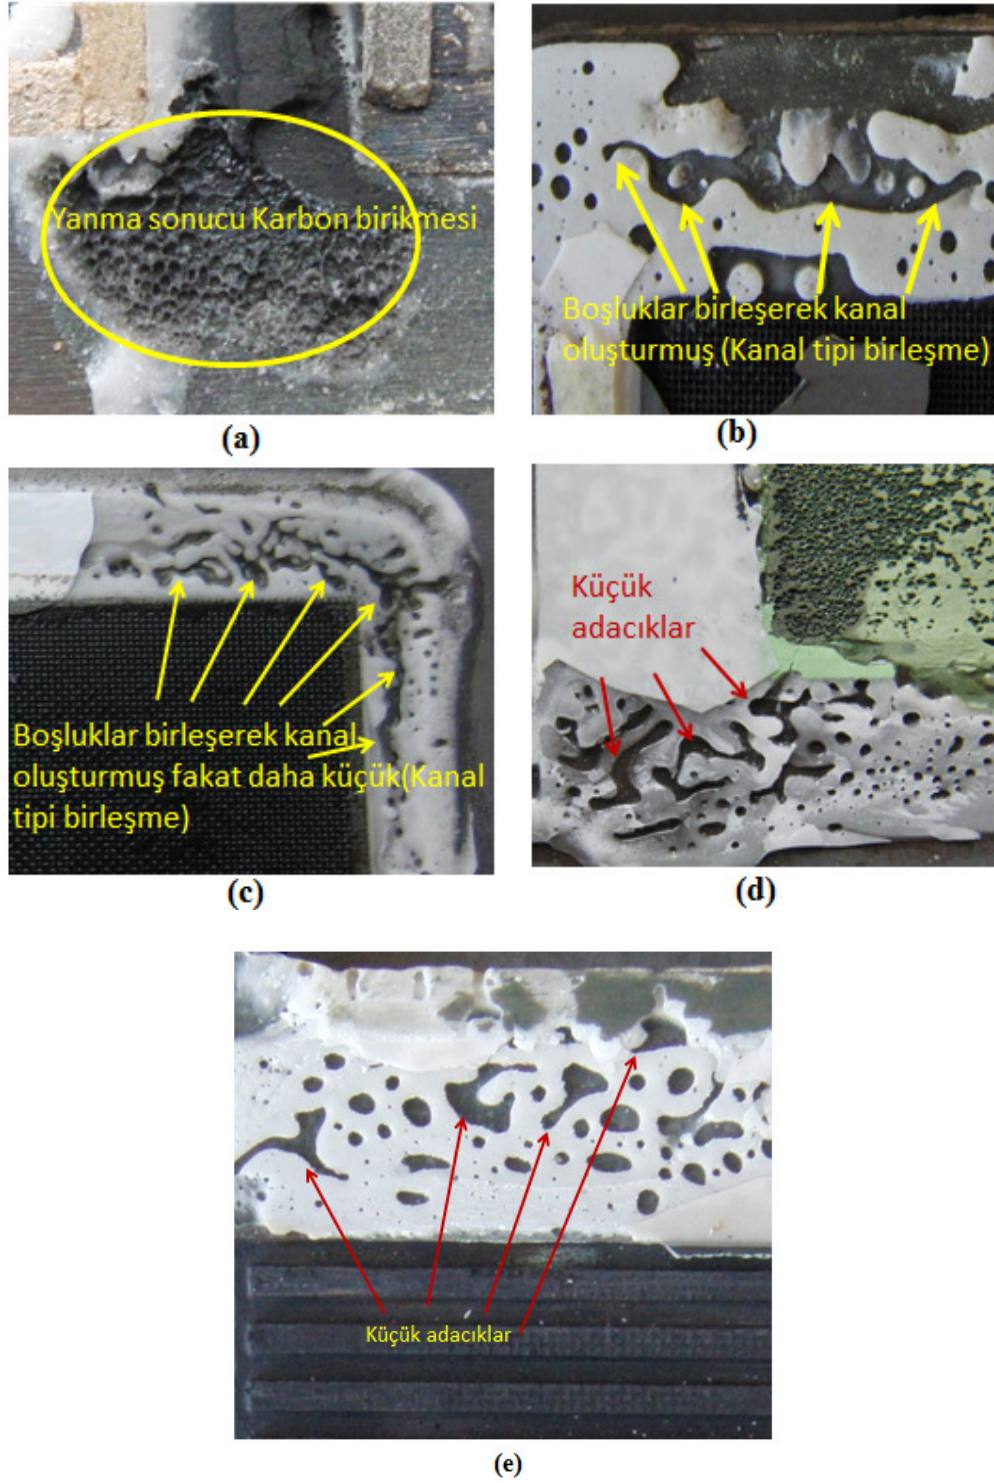 Yanma sonucu Karbon birikmesi
(a)
Boşluklar birleşerek kanal
oluşturmuş (Kanal tipi birleşme)
(b)
Boşluklar birleşerek kanal
oluşturmuş fakat daha küçük(Kanal
tipi birleşme)
(c)
Küçük
adacıklar
(d)
Küçük adacıklar
(e)